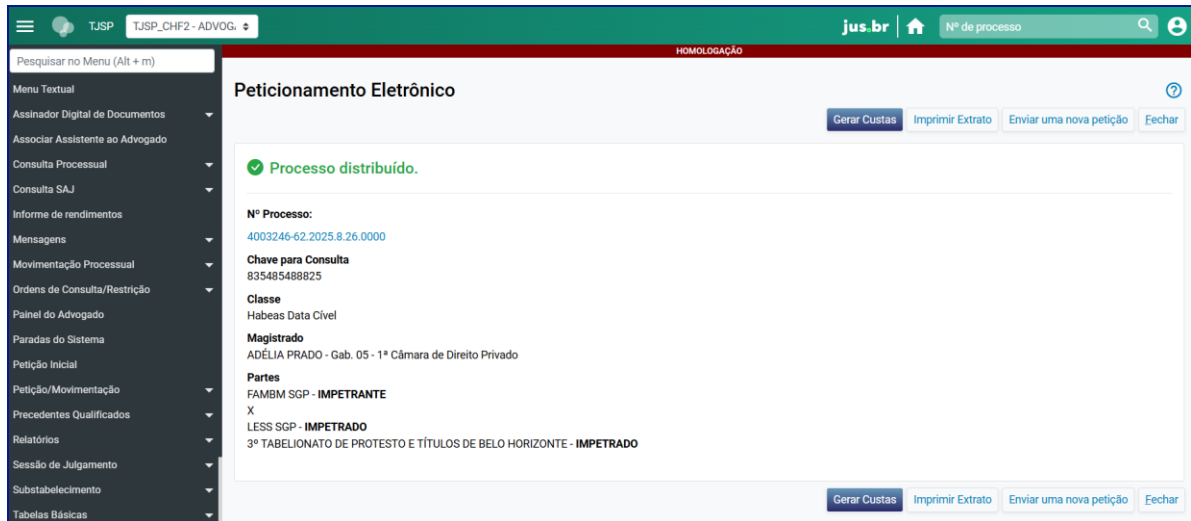 TJSP
TJSP_CHF2 - ADVOG
jus.br
Nº de processo
HOMOLOGAÇÃO
Pesquisar no Menu (Alt + m)
Menu Textual
Assinador Digital de Documentos
Associar Assistente ao Advogado
Consulta Processual
Consulta SAJ
Informe de rendimentos
Mensagens
Movimentação Processual
Ordens de Consulta/Restrição
Painel do Advogado
Paradas do Sistema
Petição Inicial
Petição/Movimentação
Precedentes Qualificados
Relatórios
Sessão de Julgamento
Substabelecimento
Tabelas Básicas
Peticionamento Eletrônico
Gerar Custas Imprimir Extrato Enviar uma nova petição Fechar
Processo distribuído.
Nº Processo:
4003246-62.2025.8.26.0000
Chave para Consulta
835485488825
Classe
Habeas Data Cível
Magistrado
ADÉLIA PRADO - Gab. 05 - 1ª Câmara de Direito Privado
Partes
FAMBM SGP - IMPETRANTE
X
LESS SGP - IMPETRADO
3º TABELIONATO DE PROTESTO E TÍTULOS DE BELO HORIZONTE - IMPETRADO
Gerar Custas Imprimir Extrato Enviar uma nova petição Fechar